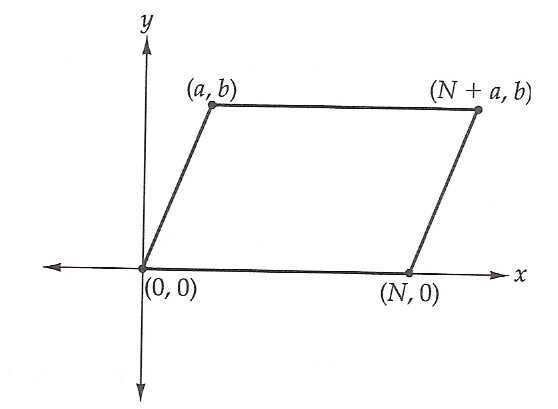 y
(a, b)
(N + a, b)
x
(0, 0)
(N, 0)